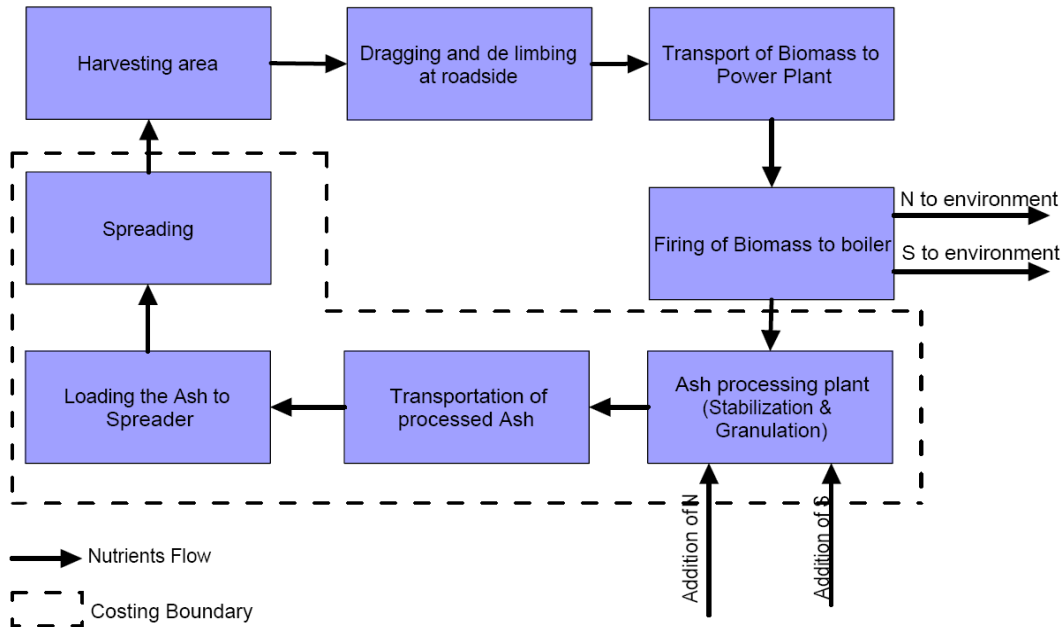 Harvesting area
Dragging and de limbing
at roadside
Transport of Biomass to
Power Plant
Spreading
Firing of Biomass to boiler
N to environment
S to environment
Loading the Ash to
Spreader
Transportation of
processed Ash
Ash processing plant
(Stabilization &
Granulation)
Addition of N
Addition of S
Nutrients Flow
Costing Boundary